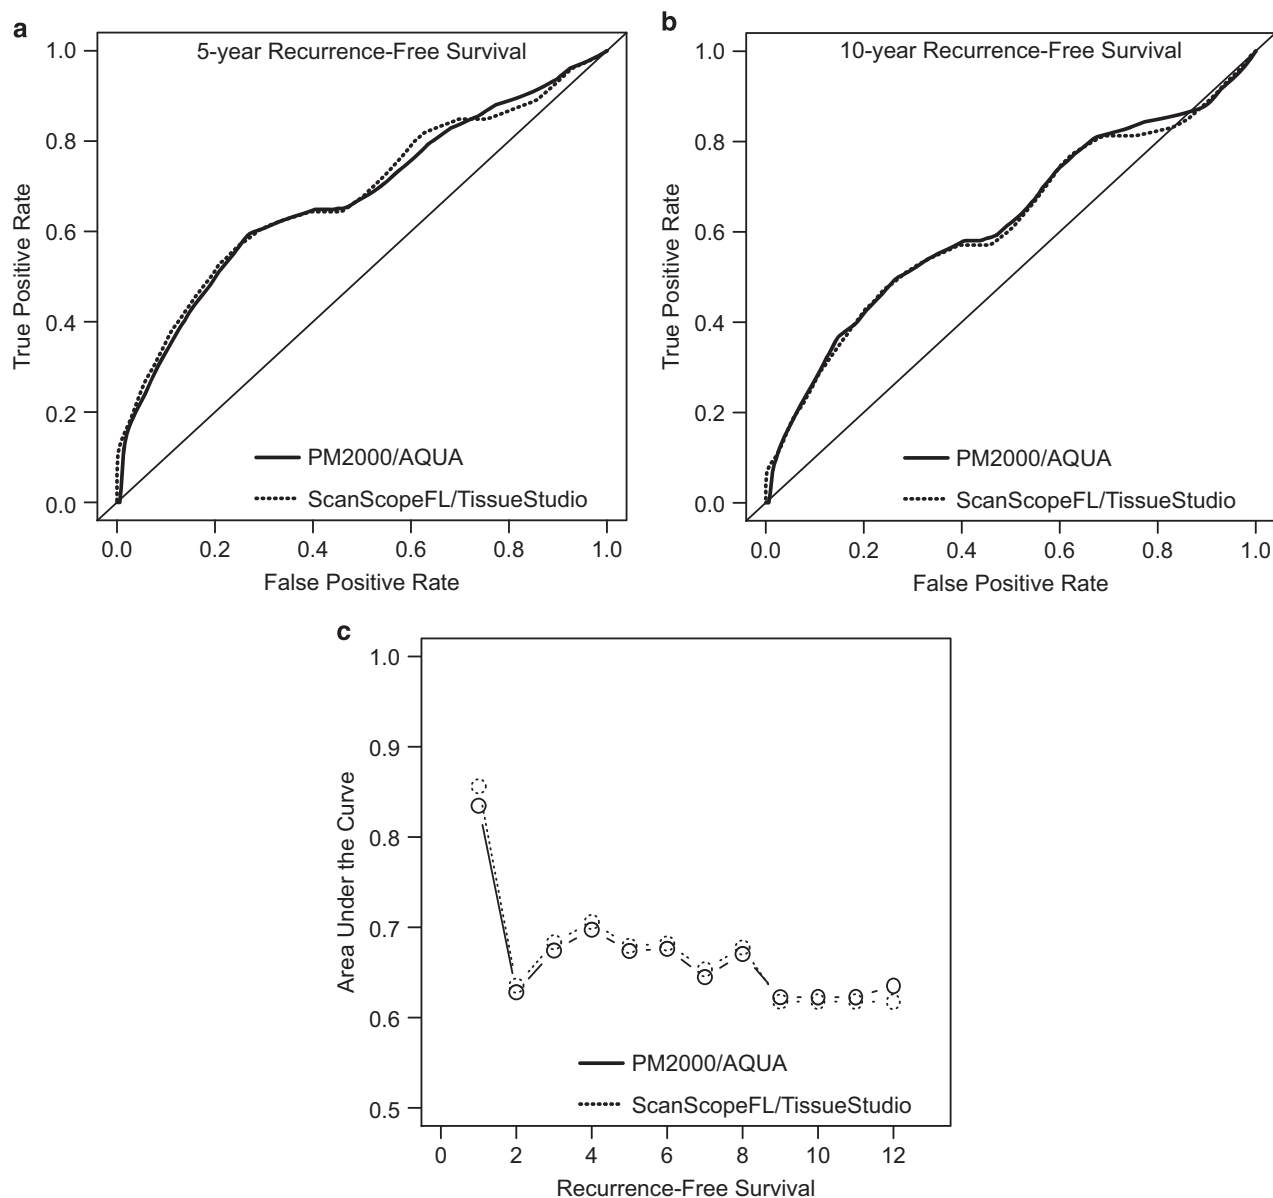 a
5-year Recurrence-Free Survival
1.0
0.8
0.6
0.4
0.2
0.0
True Positive Rate
PM2000/AQUA
ScanScopeFL/TissueStudio
0.0 0.2 0.4 0.6 0.8 1.0
False Positive Rate
b
10-year Recurrence-Free Survival
1.0
0.8
0.6
0.4
0.2
0.0
True Positive Rate
PM2000/AQUA
ScanScopeFL/TissueStudio
0.0 0.2 0.4 0.6 0.8 1.0
False Positive Rate
c
1.0
0.9
0.8
0.7
0.6
0.5
Area Under the Curve
PM2000/AQUA
ScanScopeFL/TissueStudio
0 2 4 6 8 10 12
Recurrence-Free Survival